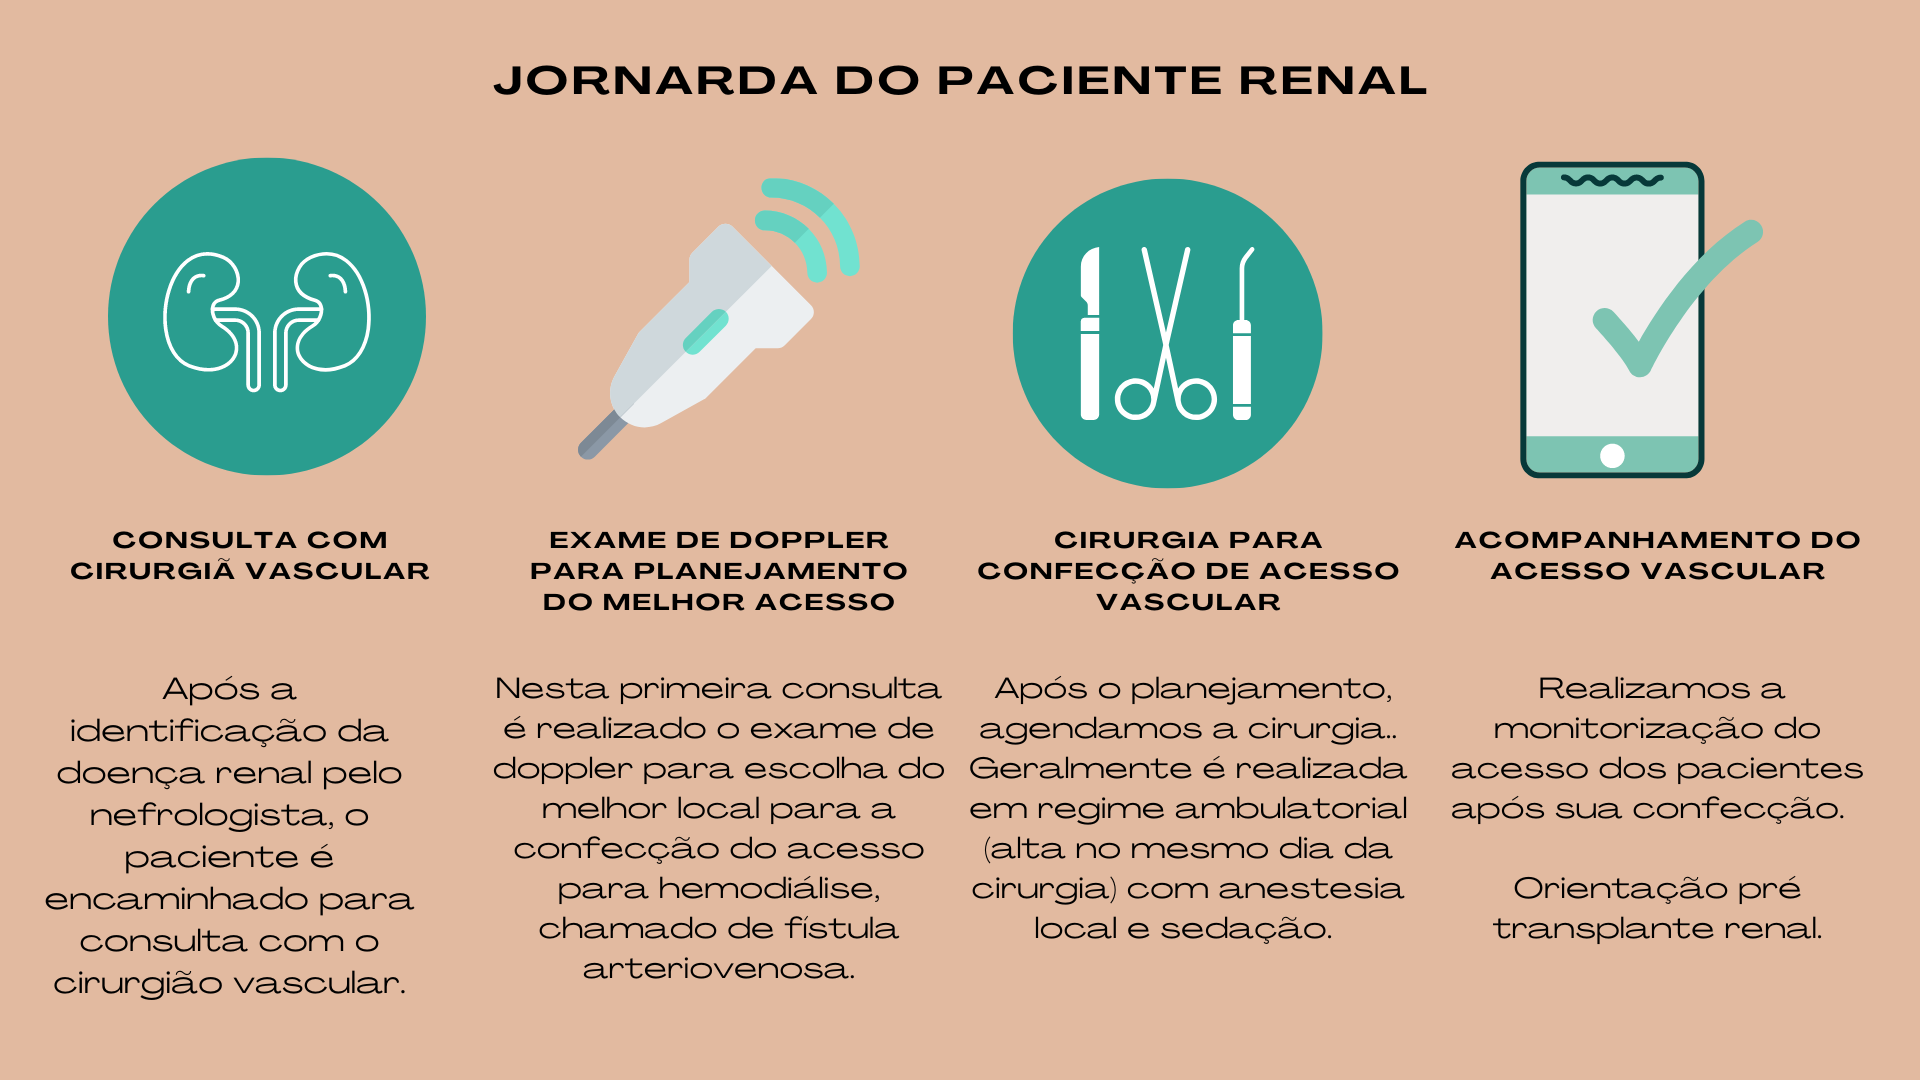 JORNARDA DO PACIENTE RENAL
CONSULTA COM
CIRURGIÃ VASCULAR
Após a
identificação da
doença renal pelo
nefrologista, o
paciente é
encaminhado para
consulta com o
cirurgião vascular.
EXAME DE DOPPLER
PARA PLANEJAMENTO
DO MELHOR ACESSO
Nesta primeira consulta
é realizado o exame de
doppler para escolha do
melhor local para a
confecção do acesso
para hemodiálise,
chamado de fístula
arteriovenosa.
CIRURGIA PARA
CONFECÇÃO DE ACESSO
VASCULAR
Após o planejamento,
agendamos a cirurgia..
Geralmente é realizada
em regime ambulatorial
(alta no mesmo dia da
cirurgia) com anestesia
local e sedação.
ACOMPANHAMENTO DO
ACESSO VASCULAR
Realizamos a
monitorização do
acesso dos pacientes
após sua confecção.
Orientação pré
transplante renal.